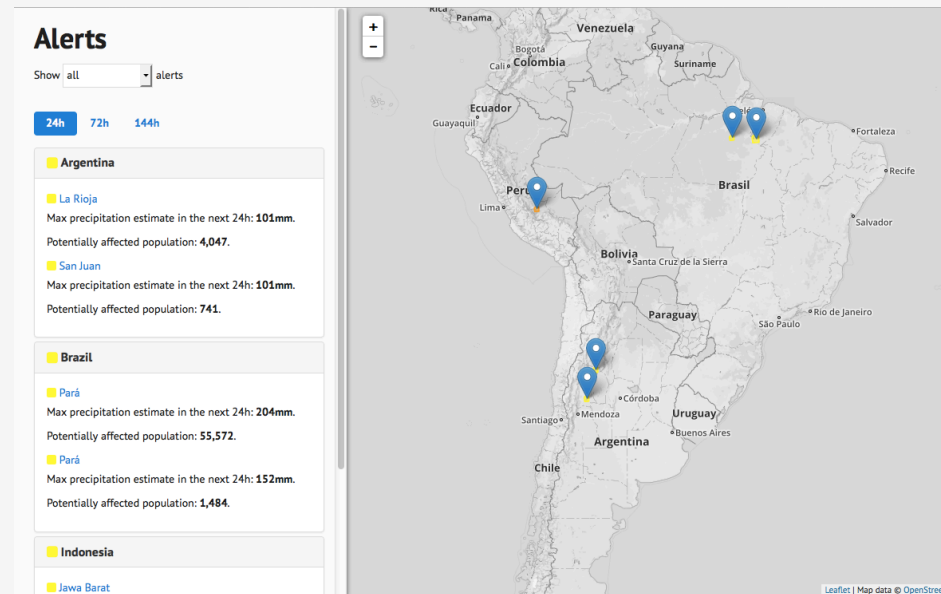 Alerts
Show all alerts
24h 72h 144h
Argentina
La Rioja
Max precipitation estimate in the next 24h: 101mm.
Potentially affected population: 4,047.
San Juan
Max precipitation estimate in the next 24h: 101mm.
Potentially affected population: 741.
Brazil
Pará
Max precipitation estimate in the next 24h: 204mm.
Potentially affected population: 55,572.
Pará
Max precipitation estimate in the next 24h: 152mm.
Potentially affected population: 1,484.
Indonesia
Jawa Barat
+
−
Rica
Panama
Venezuela
Bogotá
Guyana
Cali
Colombia
Suriname
Ecuador
Guayaquil
Fortaleza
Recife
Brasil
Lima
Salvador
Bolivia
Santa Cruz de la Sierra
Paraguay
Rio de Janeiro
São Paulo
Córdoba
Mendoza
Santiago
Uruguay
Buenos Aires
Argentina
Chile
Leaflet | Map data © OpenStree